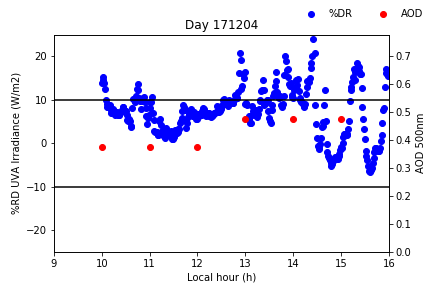 %DR AOD
Day 171204
%RD UVA Irradiance (W/m2)
20
10
0
−10
−20
0.7
0.6
0.5
0.4
0.3
0.2
0.1
0.0
AOD 500nm
9 10 11 12 13 14 15 16
Local hour (h)